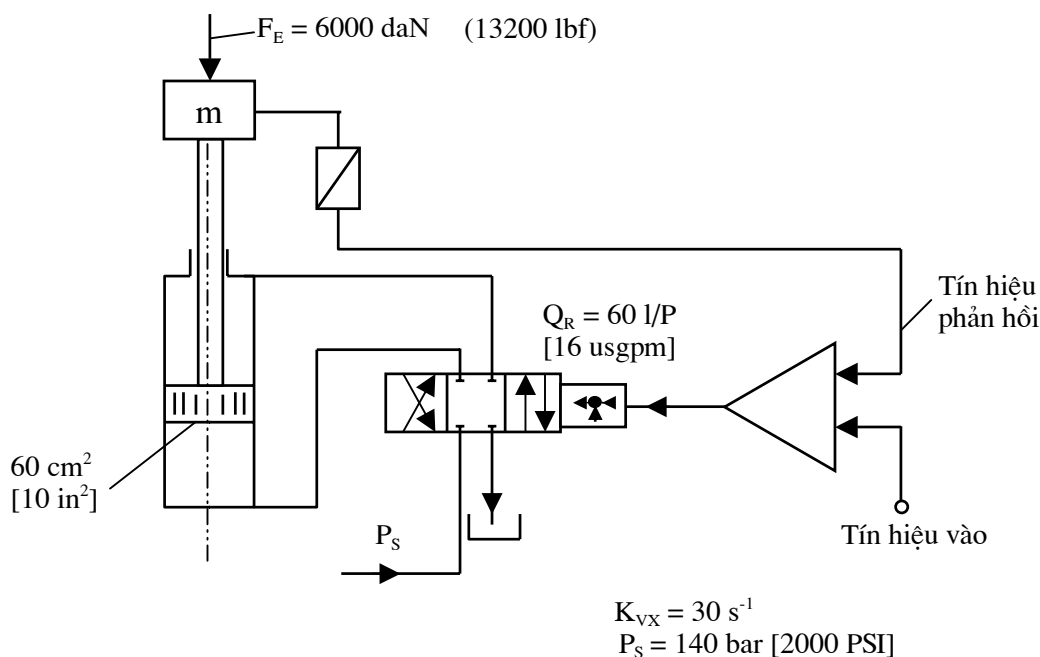 F_E = 6000 daN (13200 lbf)
m
Tín hiệu
phản hồi
Q_R = 60 l/P
[16 usgpm]
60 cm²
[10 in²]
P_S
Tín hiệu vào
K_VX = 30 s⁻¹
P_S = 140 bar [2000 PSI]